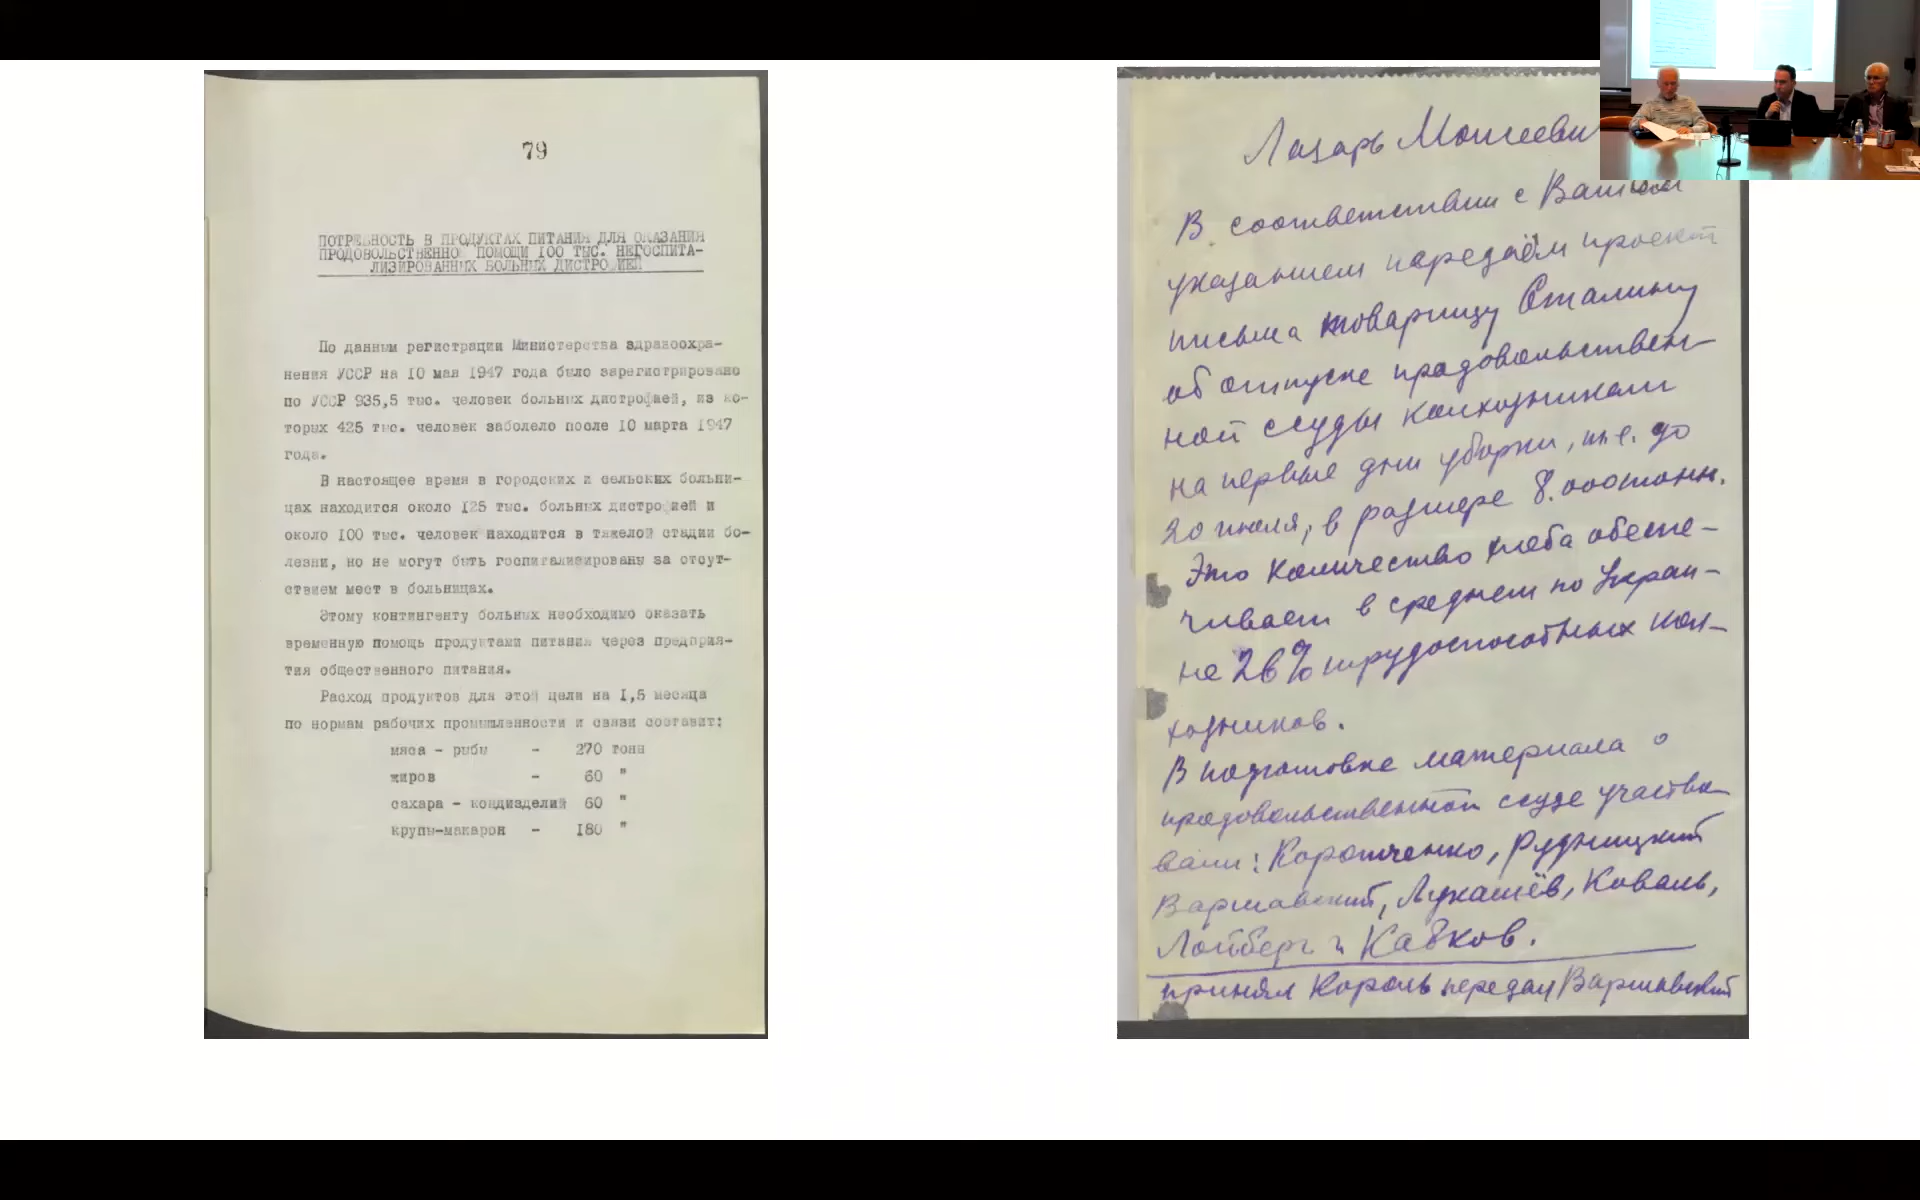 79
ПОТРЕБНОСТЬ В ПРОДУКТАХ ПИТАНИЯ ДЛЯ ОКАЗАНИЯ
ПРОДОВОЛЬСТВЕННОЙ ПОМОЩИ 100 ТЫС. НЕГОСПИТА-
ЛИЗИРОВАННЫХ БОЛЬНЫХ ДИСТРОФИЕЙ
По данным регистрации Министерства здравоохра-
нения УССР на 10 мая 1947 года было зарегистрировано
по УССР 935,5 тыс. человек больных дистрофией, из ко-
торых 425 тыс. человек заболело после 10 марта 1947
года.
В настоящее время в городских и сельских больни-
цах находится около 125 тыс. больных дистрофией и
около 100 тыс. человек находится в тяжелой стадии бо-
лезни, но не могут быть госпитализированы за отсут-
ствием мест в больницах.
Этому контингенту больных необходимо оказать
временную помощь продуктами питания через предприя-
тия общественного питания.
Расход продуктов для этой цели на 1,5 месяца
по нормам рабочих промышленности и связи составит:
мяса - рыбы - 270 тонн
жиров - 60 "
сахара - кондизделий 60 "
крупы-макарон - 180 "
Лазарь Моисееви
В соответствии с Вашим
указанием передаём проект
письма товарищу Сталину
об отпуске продовольствен-
ной ссуды колхозникам
на первые дни уборки, т.е. до
20 июля, в размере 8.000 тонн.
Это количество хлеба обеспе-
чивает в среднем по Украи-
не 26% трудоспособных кол-
хозников.
В подготовке материала о
продовольственной ссуде участво
вали: Коротченко, Рудницкий
Варшавский, Лукашёв, Коваль,
Лойберг и Кавков.
принял Король передал Варшавский